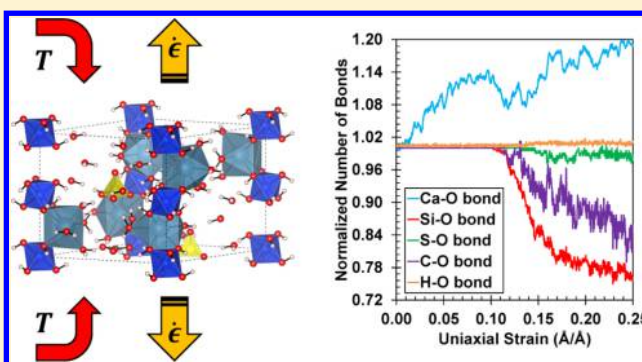 T
ϵ̇
T
ϵ̇
Normalized Number of Bonds
1.20
1.14
1.08
1.02
0.96
0.90
0.84
0.78
0.72
Ca-O bond
Si-O bond
S-O bond
C-O bond
H-O bond
0.00 0.05 0.10 0.15 0.20 0.25
Uniaxial Strain (Å/Å)